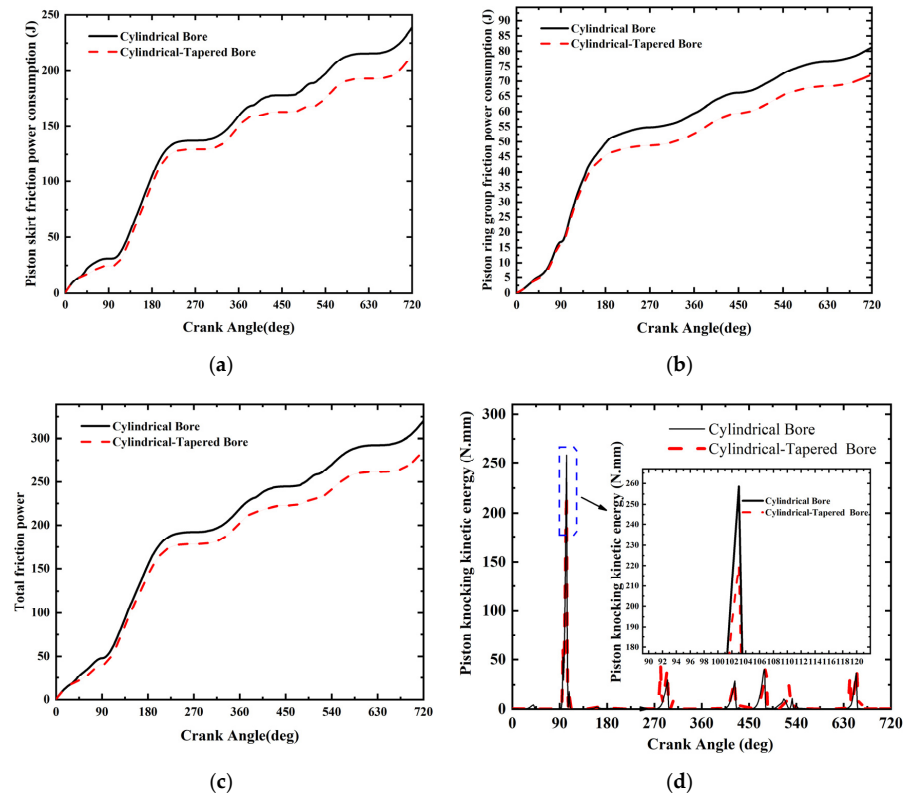 250
200
150
100
50
0
Piston skirt friction power consumption (J)
Cylindrical Bore
Cylindrical-Tapered Bore
0 90 180 270 360 450 540 630 720
Crank Angle(deg)
(a)
90
85
80
75
70
65
60
55
50
45
40
35
30
25
20
15
10
5
0
Piston ring group friction power consumption (J)
Cylindrical Bore
Cylindrical-Tapered Bore
0 90 180 270 360 450 540 630 720
Crank Angle(deg)
(b)
300
250
200
150
100
50
0
Total friction power
Cylindrical Bore
Cylindrical-Tapered Bore
0 90 180 270 360 450 540 630 720
Crank Angle(deg)
(c)
300
250
200
150
100
50
0
Piston knocking kinetic energy (N.mm)
Cylindrical Bore
Cylindrical-Tapered Bore
Piston knocking kinetic energy (N.mm)
260
250
240
230
220
210
200
190
180
Cylindrical Bore
Cylindrical-Tapered Bore.
90 92 94 96 98 100 102 104 106 108 110 112 114 116 118 120
0 90 180 270 360 450 540 630 720
Crank Angle (deg)
(d)